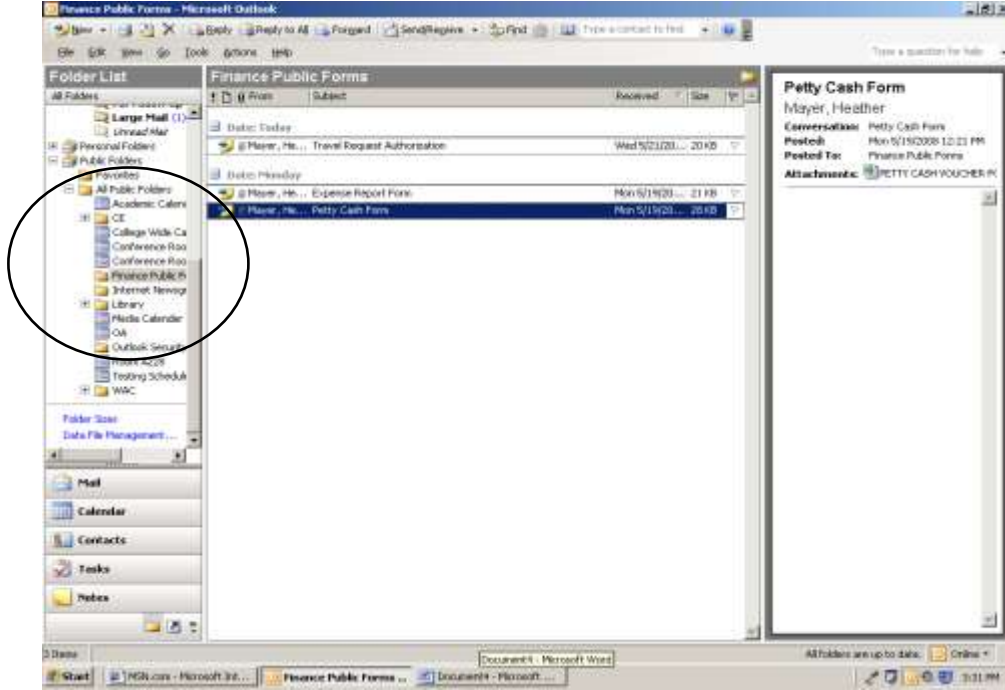 Finance Public Forms - Microsoft Outlook
New Reply Reply to All Forward Send/Receive Find Type a contact to find
File Edit View Go Tools Actions Help Type a question for help
Folder List
All Folders
Large Mail (1)
Unread Mail
Personal Folders
Public Folders
Favorites
All Public Folders
Academic Calen
CE
College Wide Ca
Conference Roo
Conference Roo
Finance Public F
Internet Newsgr
Library
Media Calender
OA
Outlook Securit
Room A229
Testing Schedul
WAC
Folder Sizes
Data File Management...
Mail
Calendar
Contacts
Tasks
Notes
Finance Public Forms
From Subject Received Size
Date: Today
Mayer, He... Travel Request Authorization Wed 5/21/20... 20 KB
Date: Monday
Mayer, He... Expense Report Form Mon 5/19/20... 21 KB
Mayer, He... Petty Cash Form Mon 5/19/20... 28 KB
Petty Cash Form
Mayer, Heather
Conversation: Petty Cash Form
Posted: Mon 5/19/2008 12:21 PM
Posted To: Finance Public Forms
Attachments: PETTY CASH VOUCHER FO
3 Items
Document4 - Microsoft Word
All folders are up to date. Online
Start MSN.com - Microsoft Int... Finance Public Forms .. Document4 - Microsoft ... 1:31 PM